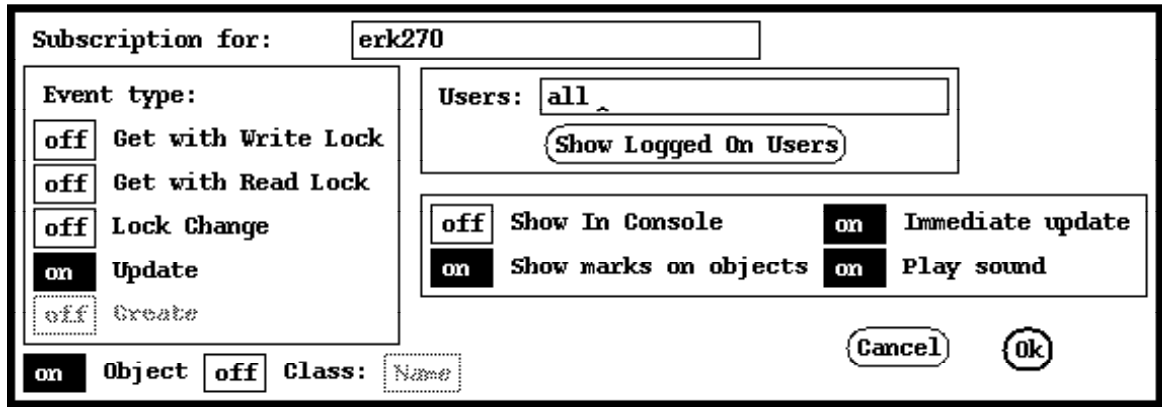 Subscription for: erk270
Event type:
off Get with Write Lock
off Get with Read Lock
off Lock Change
on Update
off Create
Users: all
Show Logged On Users
off Show In Console on Immediate update
on Show marks on objects on Play sound
on Object off Class: Name
Cancel Ok